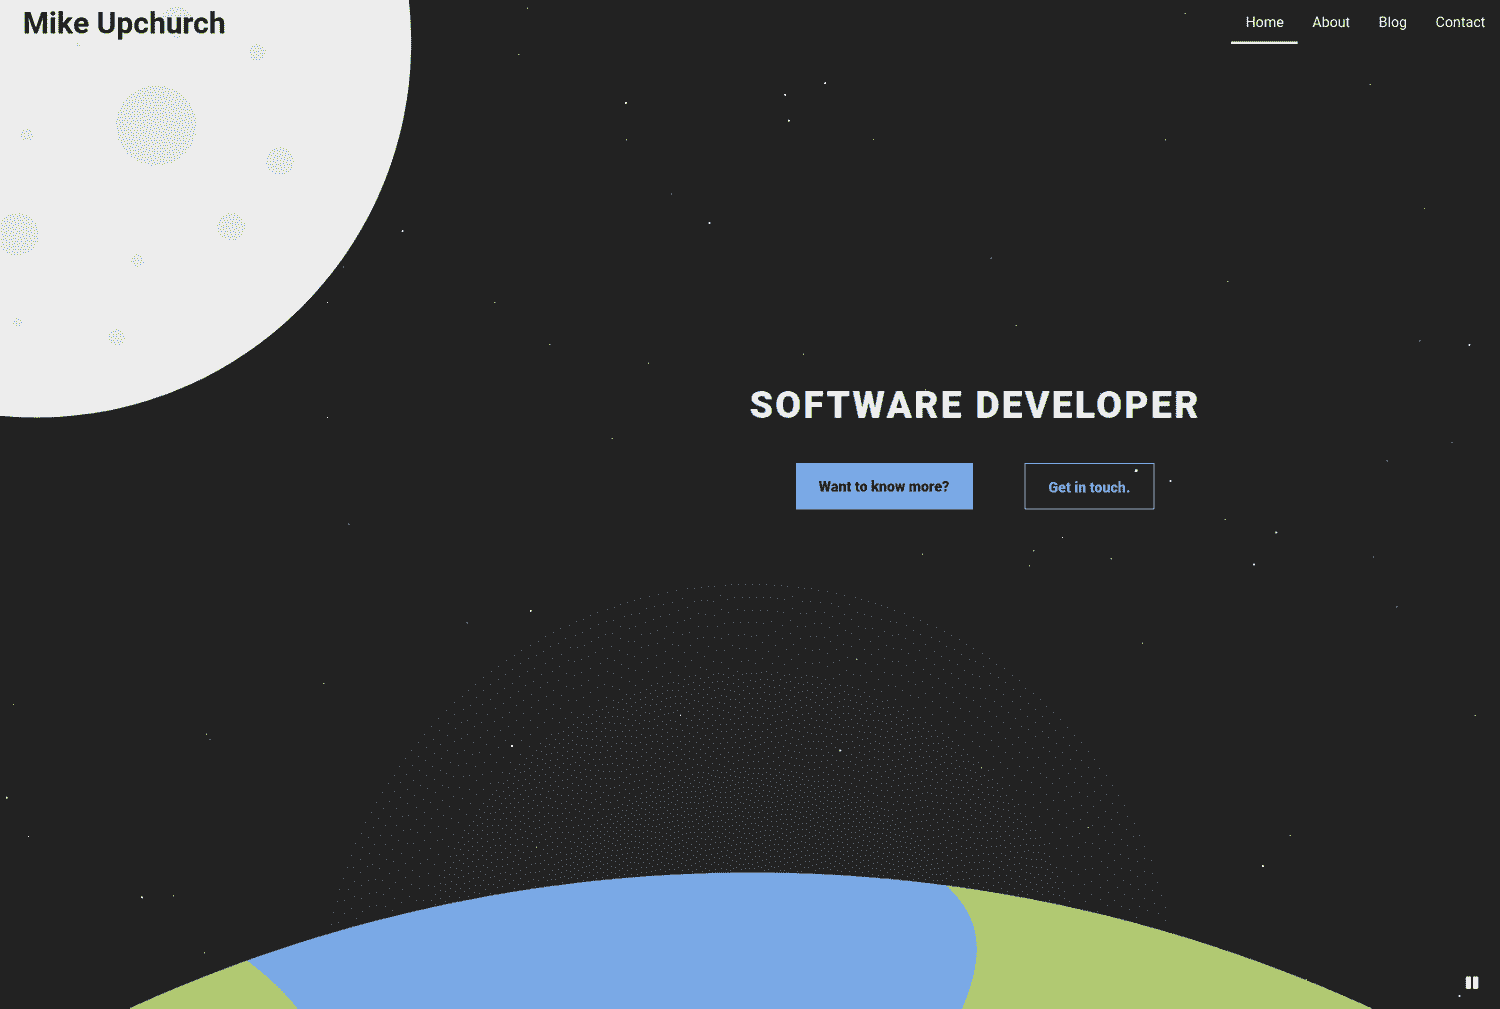 Mike Upchurch
Home About Blog Contact
SOFTWARE DEVELOPER
Want to know more? Get in touch.